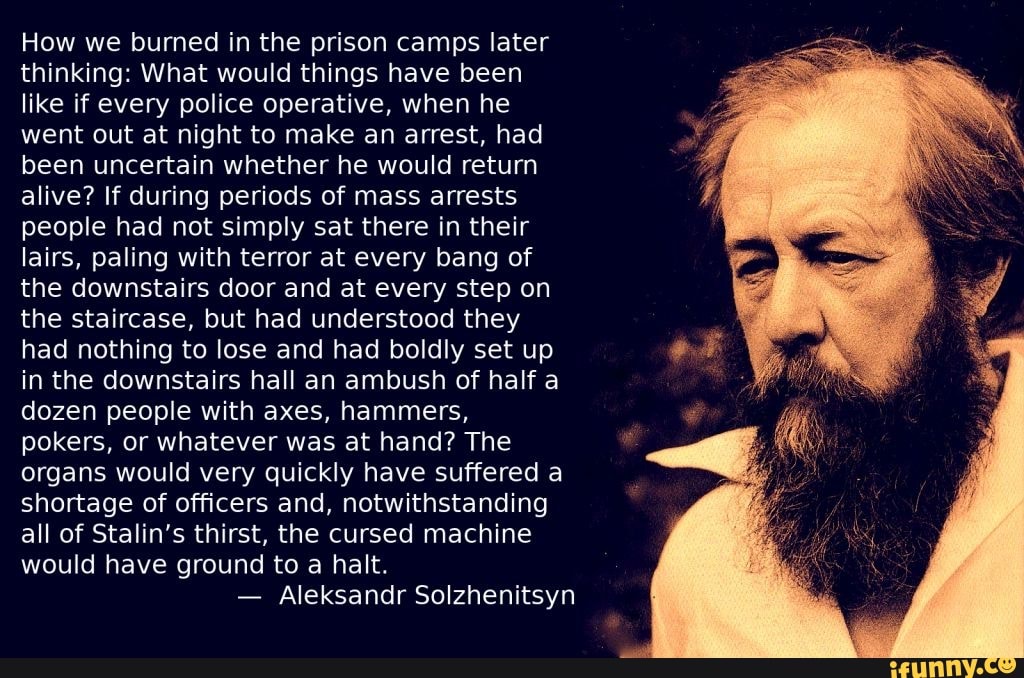 How we burned in the prison camps later
thinking: What would things have been
like if every police operative, when he
went out at night to make an arrest, had
been uncertain whether he would return
alive? If during periods of mass arrests
people had not simply sat there in their
lairs, paling with terror at every bang of
the downstairs door and at every step on
the staircase, but had understood they
had nothing to lose and had boldly set up
in the downstairs hall an ambush of half a
dozen people with axes, hammers,
pokers, or whatever was at hand? The
organs would very quickly have suffered a
shortage of officers and, notwithstanding
all of Stalin’s thirst, the cursed machine
would have ground to a halt.
— Aleksandr Solzhenitsyn
ifunny.co